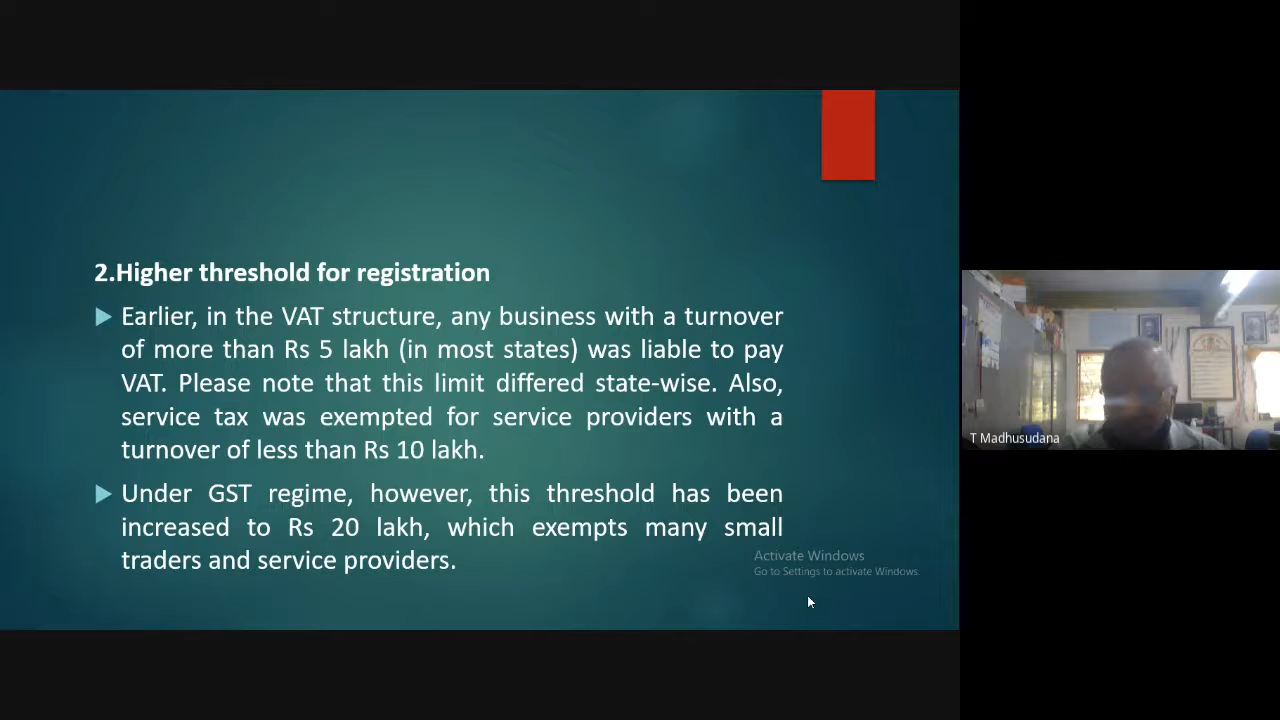 2.Higher threshold for registration
Earlier, in the VAT structure, any business with a turnover
of more than Rs 5 lakh (in most states) was liable to pay
VAT. Please note that this limit differed state-wise. Also,
service tax was exempted for service providers with a
turnover of less than Rs 10 lakh.
Under GST regime, however, this threshold has been
increased to Rs 20 lakh, which exempts many small
traders and service providers.
Activate Windows
Go to Settings to activate Windows.
T Madhusudana